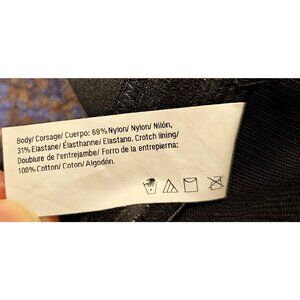 Body/ Corsage/ Cuerpo: 69% Nylon/ Nylon/ Nilón,
31% Elastane/ Élasthanne/ Elastano. Crotch lining/
Doublure de l'entrejambe/ Forro de la entrepierna:
100% Cotton/ Coton/ Algodón.